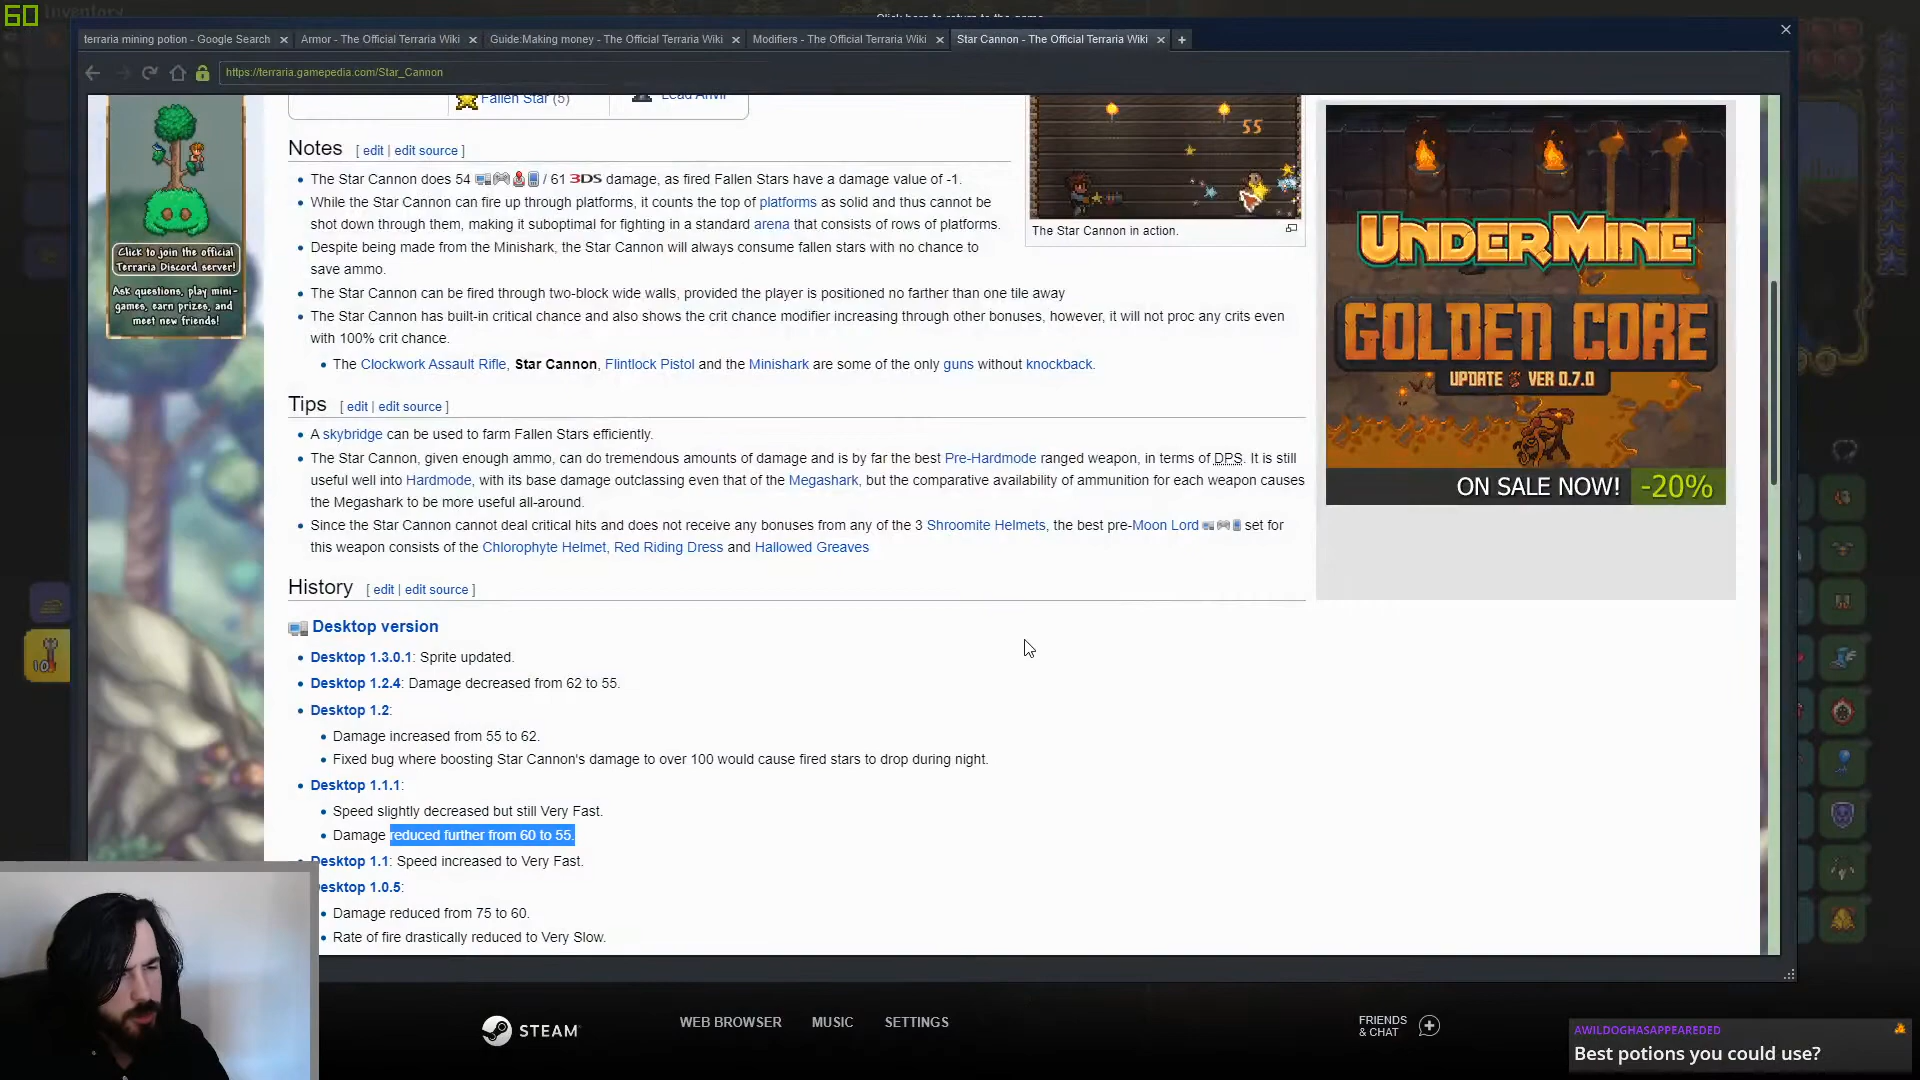 60
Inventory
Click here to return to the game
terraria mining potion - Google Search
Armor - The Official Terraria Wiki
Guide:Making money - The Official Terraria Wiki
Modifiers - The Official Terraria Wiki
Star Cannon - The Official Terraria Wiki
https://terraria.gamepedia.com/Star_Cannon
Fallen Star (5)
Lead Anvil
55
The Star Cannon in action.
Click to join the official
Terraria Discord server!
Ask questions, play mini-
games, earn prizes, and
meet new friends!
Notes [ edit | edit source ]
The Star Cannon does 54 / 61 3DS damage, as fired Fallen Stars have a damage value of -1.
While the Star Cannon can fire up through platforms, it counts the top of platforms as solid and thus cannot be
shot down through them, making it suboptimal for fighting in a standard arena that consists of rows of platforms.
Despite being made from the Minishark, the Star Cannon will always consume fallen stars with no chance to
save ammo.
The Star Cannon can be fired through two-block wide walls, provided the player is positioned no farther than one tile away
The Star Cannon has built-in critical chance and also shows the crit chance modifier increasing through other bonuses, however, it will not proc any crits even
with 100% crit chance.
The Clockwork Assault Rifle, Star Cannon, Flintlock Pistol and the Minishark are some of the only guns without knockback.
Tips [ edit | edit source ]
A skybridge can be used to farm Fallen Stars efficiently.
The Star Cannon, given enough ammo, can do tremendous amounts of damage and is by far the best Pre-Hardmode ranged weapon, in terms of DPS. It is still
useful well into Hardmode, with its base damage outclassing even that of the Megashark, but the comparative availability of ammunition for each weapon causes
the Megashark to be more useful all-around.
Since the Star Cannon cannot deal critical hits and does not receive any bonuses from any of the 3 Shroomite Helmets, the best pre-Moon Lord set for
this weapon consists of the Chlorophyte Helmet, Red Riding Dress and Hallowed Greaves
History [ edit | edit source ]
Desktop version
Desktop 1.3.0.1: Sprite updated.
Desktop 1.2.4: Damage decreased from 62 to 55.
Desktop 1.2:
Damage increased from 55 to 62.
Fixed bug where boosting Star Cannon's damage to over 100 would cause fired stars to drop during night.
Desktop 1.1.1:
Speed slightly decreased but still Very Fast.
Damage reduced further from 60 to 55.
Desktop 1.1: Speed increased to Very Fast.
Desktop 1.0.5:
Damage reduced from 75 to 60.
Rate of fire drastically reduced to Very Slow.
UNDERMINE
GOLDEN CORE
UPDATE VER 0.7.0
ON SALE NOW! -20%
10
STEAM
WEB BROWSER
MUSIC
SETTINGS
FRIENDS
& CHAT
AWILDOGHASAPPEAREDED
Best potions you could use?